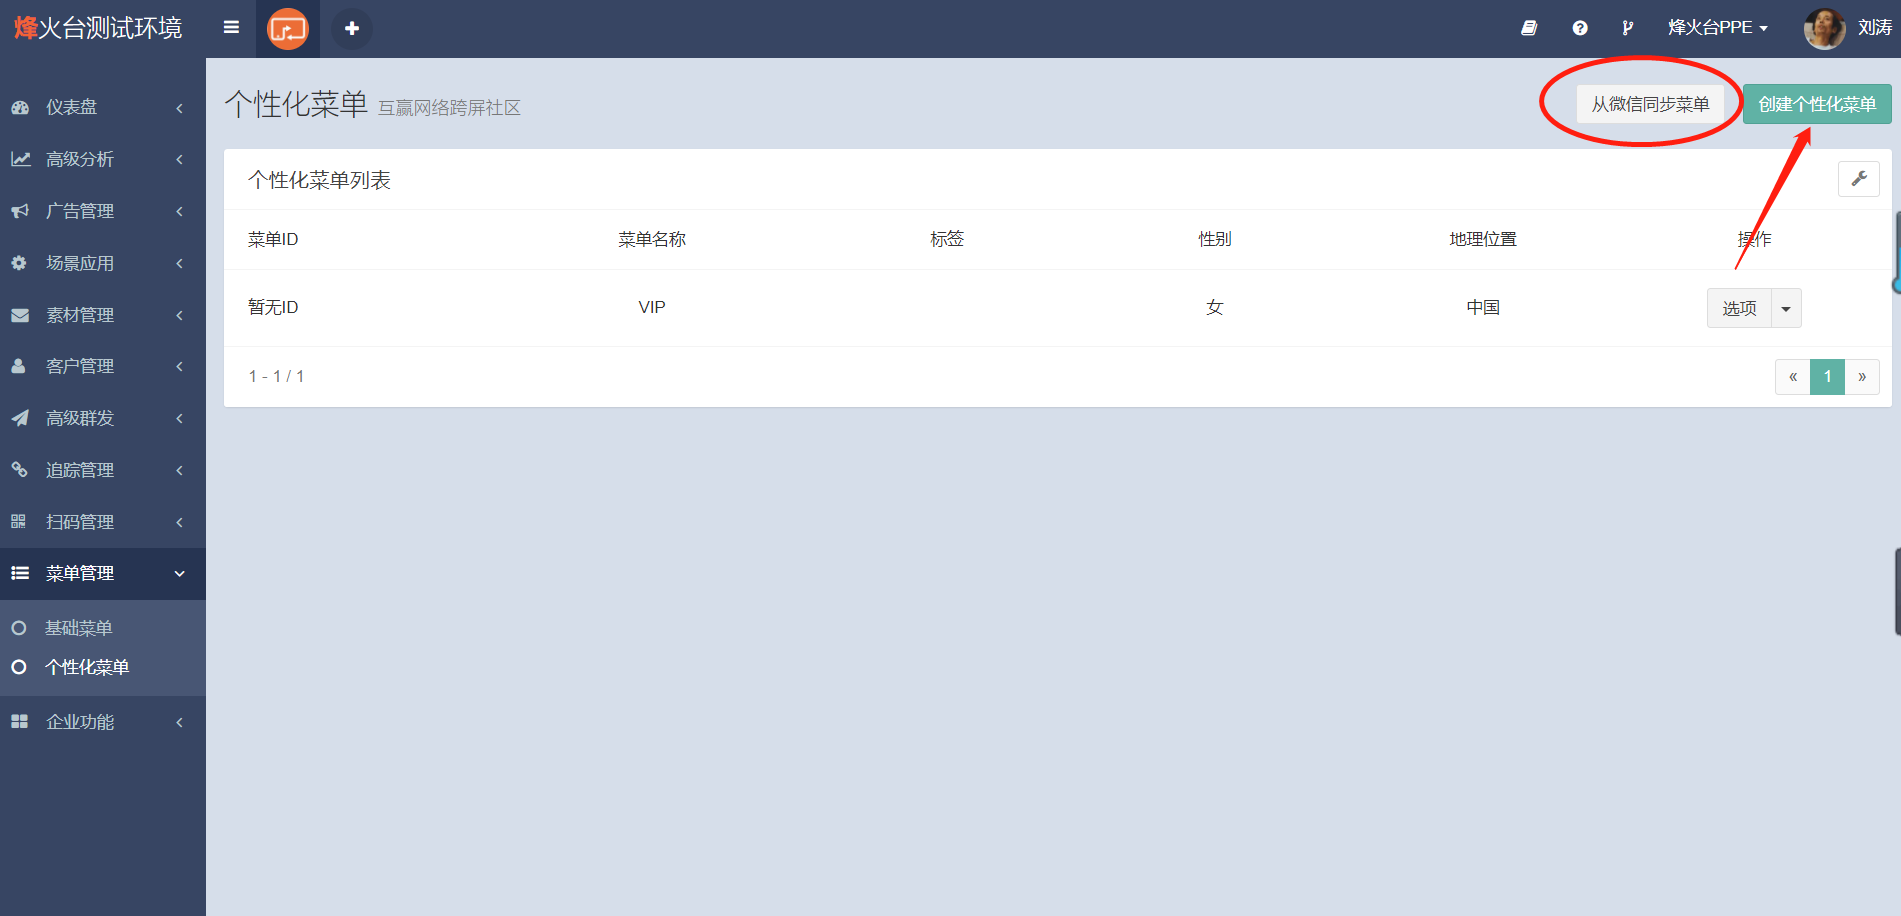 烽火台测试环境
烽火台PPE
刘涛
仪表盘
高级分析
广告管理
场景应用
素材管理
客户管理
高级群发
追踪管理
扫码管理
菜单管理
基础菜单
个性化菜单
企业功能
个性化菜单 互赢网络跨屏社区
从微信同步菜单
创建个性化菜单
个性化菜单列表
菜单ID 菜单名称 标签 性别 地理位置 操作
暂无ID VIP 女 中国 选项
1 - 1 / 1
« 1 »